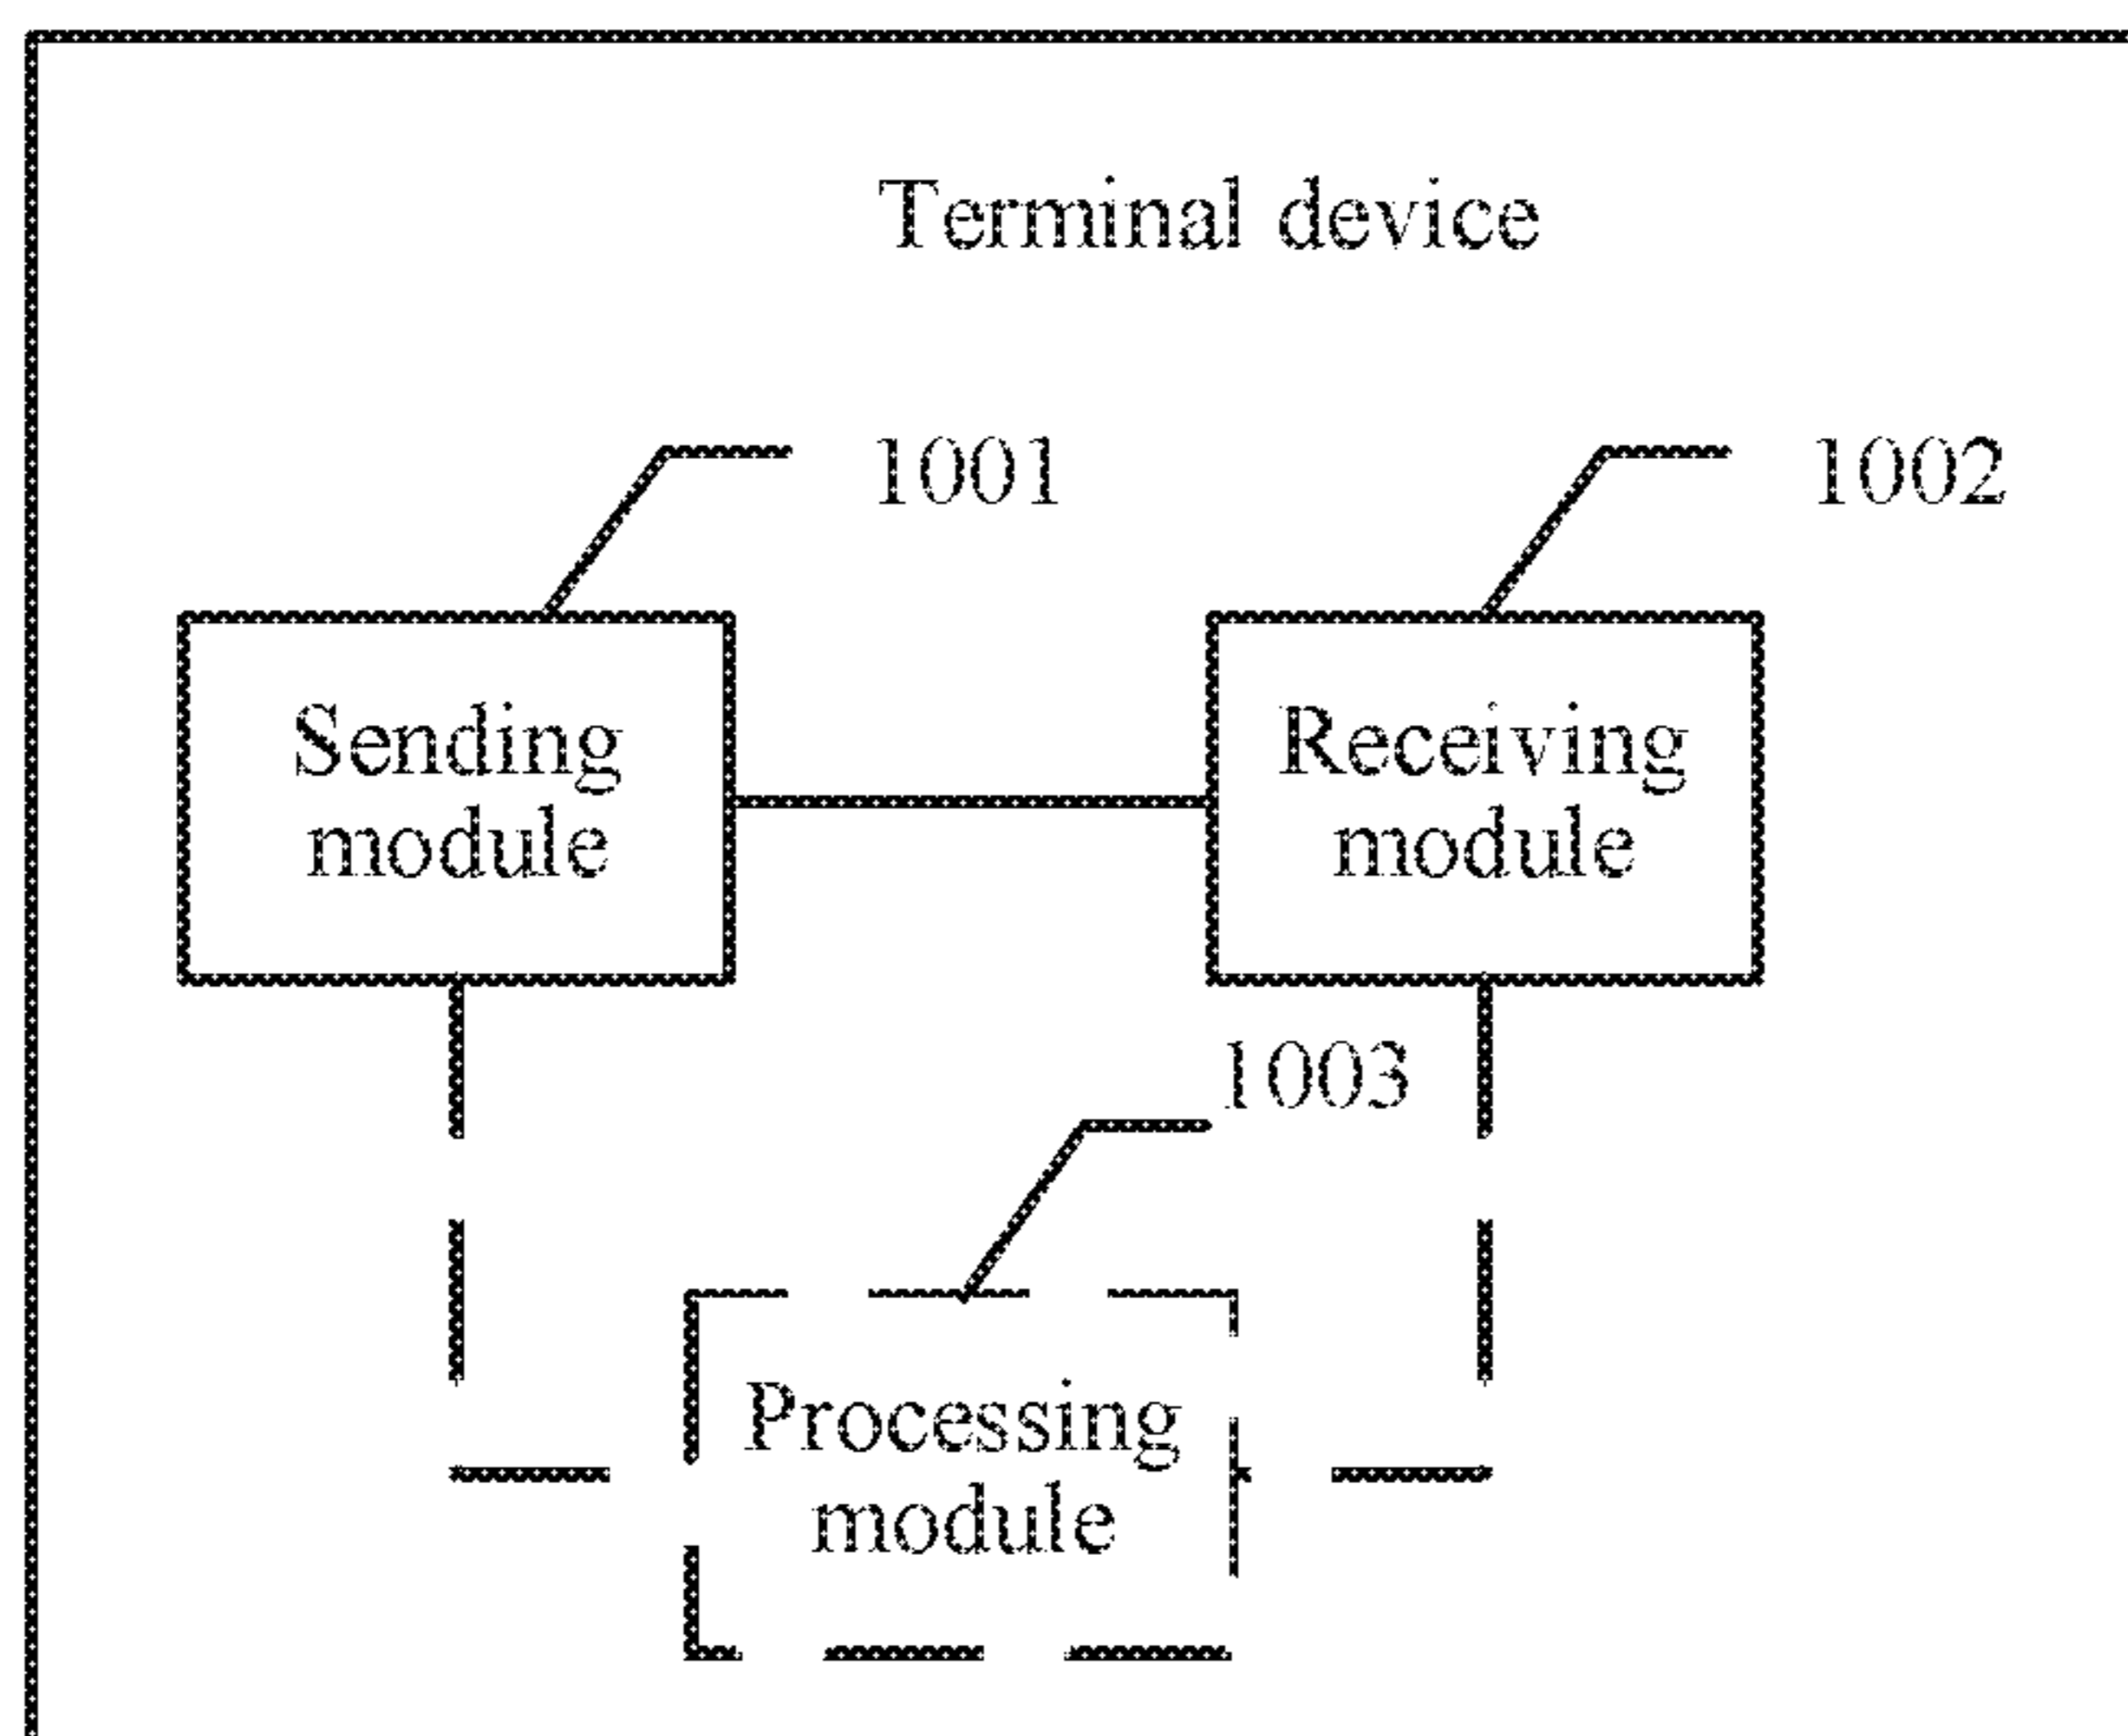 Terminal device
1001
1002
Sending
module
Receiving
module
1003
Processing
module